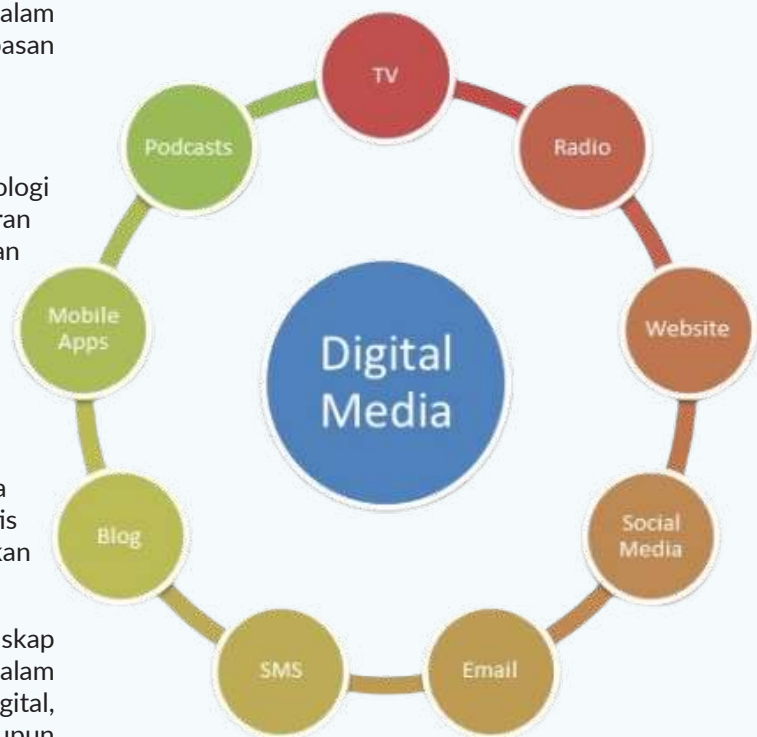 alam
ologi
ran
an
a
is
kan
skap
alam
gital,
upun
TV
Radio
Website
Social
Media
Email
SMS
Blog
Mobile
Apps
Podcasts
Digital
Media